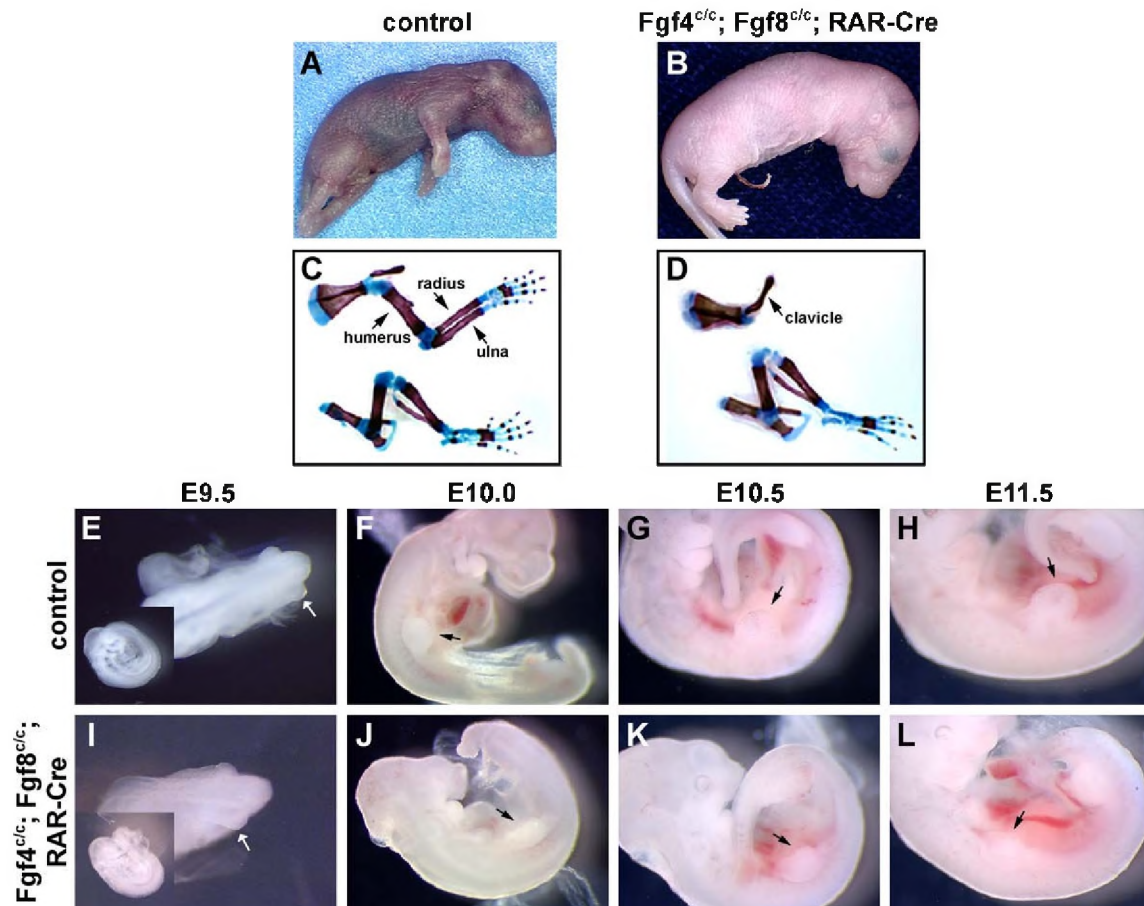 control
Fgf4c/c; Fgf8c/c; RAR-Cre
A
B
C
radius
humerus
ulna
D
clavicle
E9.5
E10.0
E10.5
E11.5
control
E
F
G
H
Fgf4c/c; Fgf8c/c;
RAR-Cre
I
J
K
L